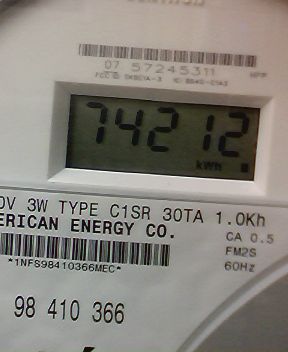 07 57245311
74212
kWh
0V 3W TYPE C1SR 30TA 1.0Kh
ERICAN ENERGY CO.
CA 0.5
FM2S
*1NFS98410366MEC*
60Hz
98 410 366